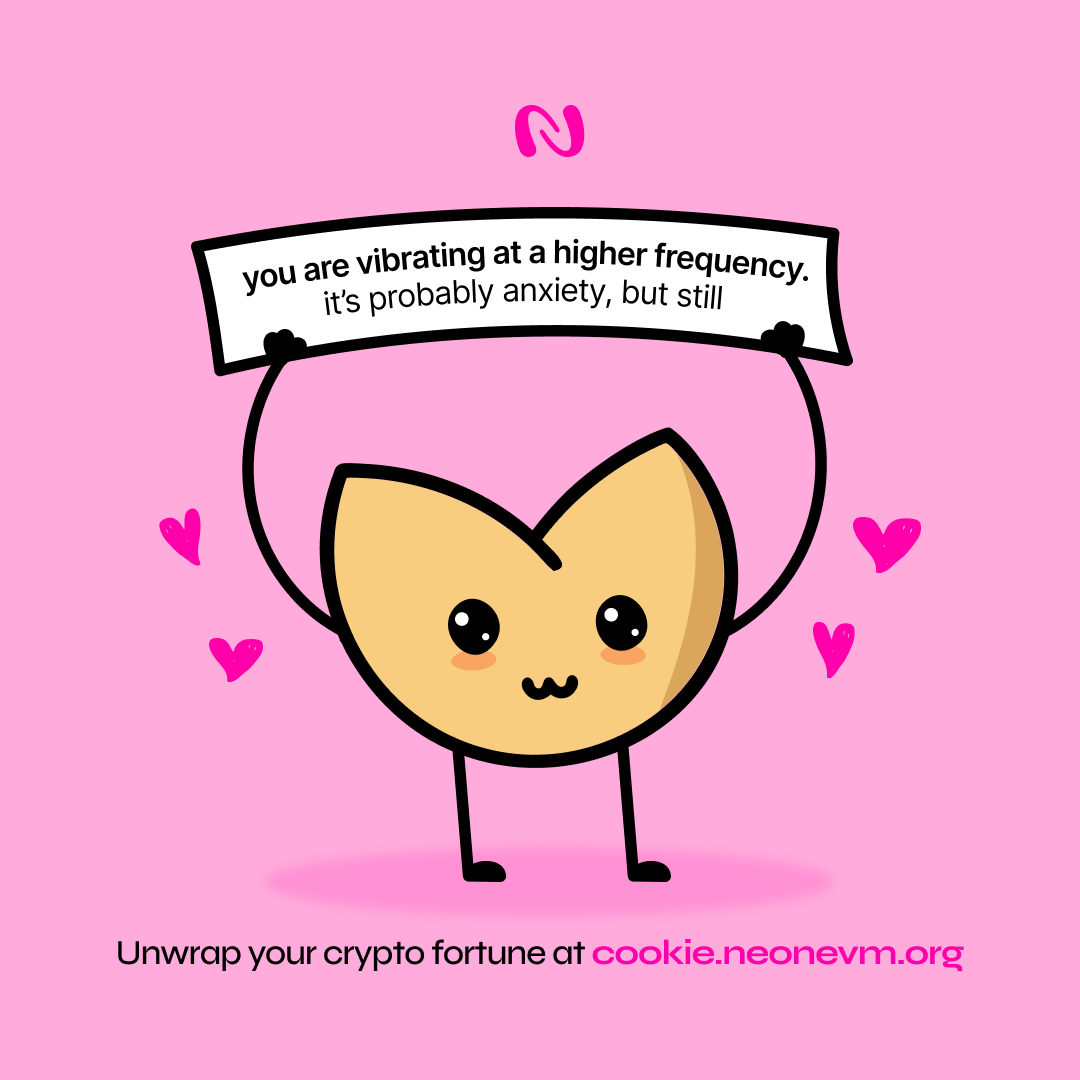 you are vibrating at a higher frequency.
it's probably anxiety, but still
Unwrap your crypto fortune at cookie.neonevm.org